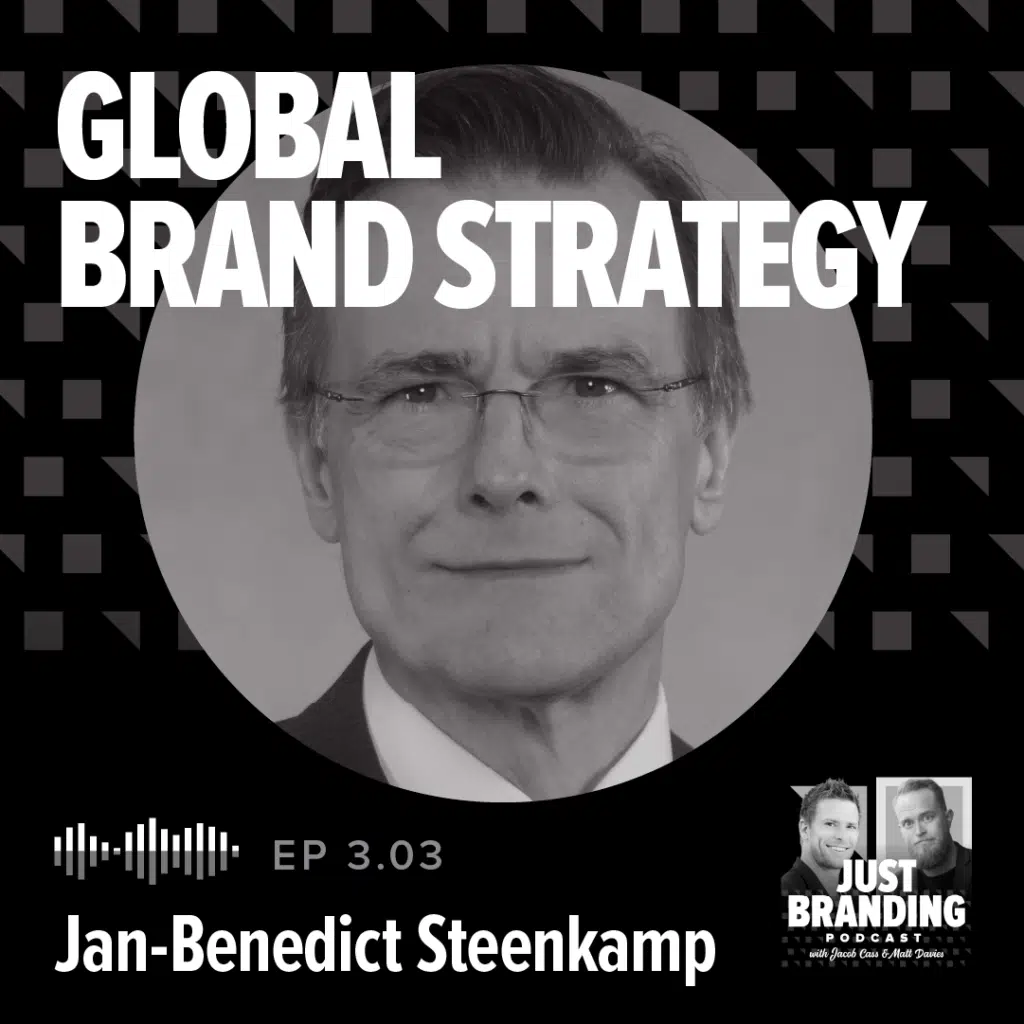 GLOBAL
BRAND STRATEGY
EP 3.03
Jan-Benedict Steenkamp
JUST
BRANDING
PODCAST
with Jacob Cass & Matt Davies